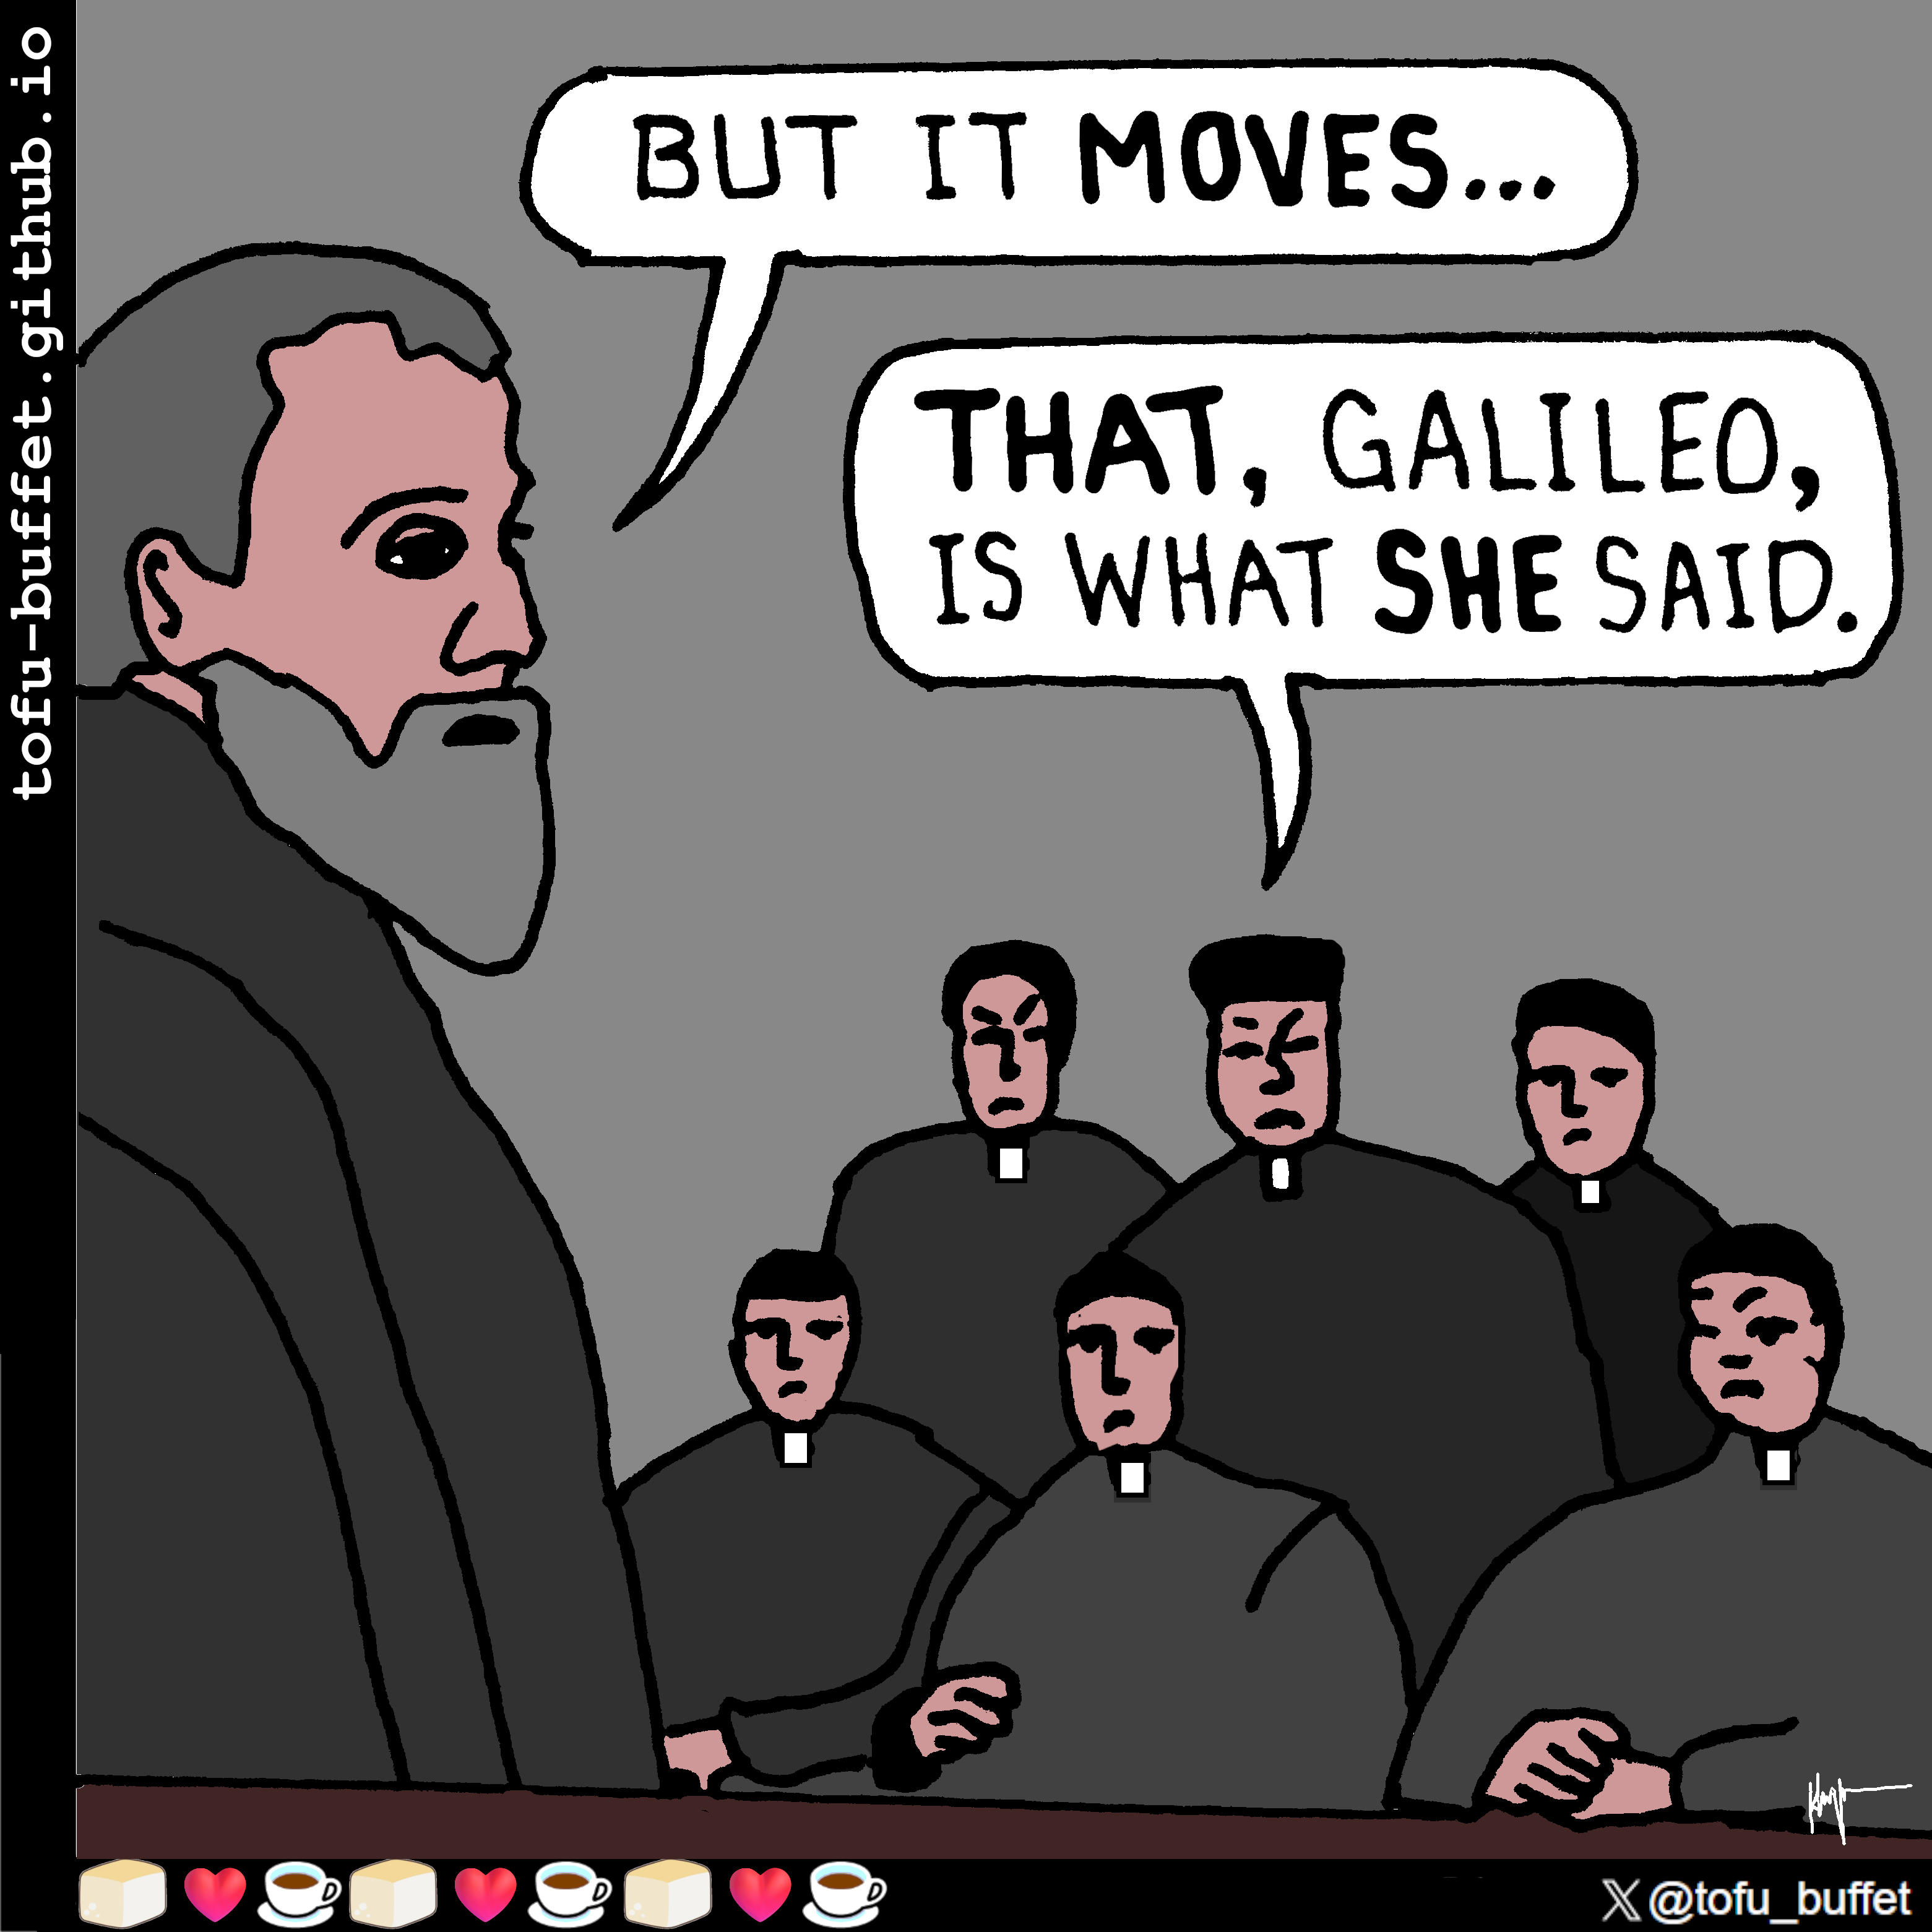 tofu-buffet.github.io
BUT IT MOVES...
THAT, GALILEO,
IS WHAT SHE SAID.
X @tofu_buffet